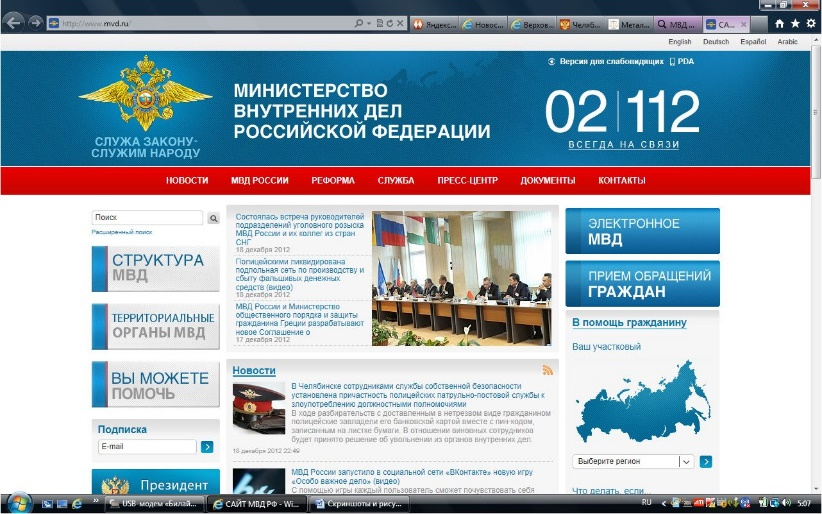 http://www.mvd.ru/
Яндекс...
Новос...
Верхов...
Челяб...
Метал...
МВД ...
СА...
English Deutsch Español Arabic
Версия для слабовидящих PDA
МИНИСТЕРСТВО
ВНУТРЕННИХ ДЕЛ
РОССИЙСКОЙ ФЕДЕРАЦИИ
02 | 112
ВСЕГДА НА СВЯЗИ
СЛУЖА ЗАКОНУ-
СЛУЖИМ НАРОДУ
НОВОСТИ МВД РОССИИ РЕФОРМА СЛУЖБА ПРЕСС-ЦЕНТР ДОКУМЕНТЫ КОНТАКТЫ
Поиск
Расширенный поиск
СТРУКТУРА
МВД
ТЕРРИТОРИАЛЬНЫЕ
ОРГАНЫ МВД
ВЫ МОЖЕТЕ
ПОМОЧЬ
Подписка
E-mail
Президент
Состоялась встреча руководителей
подразделений уголовного розыска
МВД России и их коллег из стран
СНГ
18 декабря 2012
Полицейскими ликвидирована
подпольная сеть по производству и
сбыту фальшивых денежных
средств (видео)
18 декабря 2012
МВД России и Министерство
общественного порядка и защиты
гражданина Греции разрабатывают
новое Соглашение о
17 декабря 2012
Новости
В Челябинске сотрудниками службы собственной безопасности
установлена причастность полицейских патрульно-постовой службы к
злоупотреблению должностными полномочиями
В ходе разбирательств с доставленным в нетрезвом виде гражданином
полицейские завладели его банковской картой вместе с пин-кодом,
записанным на листке бумаги. В отношении виновных сотрудников
будет принято решение об увольнении из органов внутренних дел.
18 декабря 2012 22:49
МВД России запустило в социальной сети «ВКонтакте» новую игру
«Особо важное дело» (видео)
С помощью игры каждый пользователь сможет почувствовать себя
ЭЛЕКТРОННОЕ
МВД
ПРИЕМ ОБРАЩЕНИЙ
ГРАЖДАН
В помощь гражданину
Ваш участковый
Выберите регион
Что делать, если...
USB-модем «Билай...
САЙТ МВД РФ - Wi...
Скриншоты и рису...
RU
5:07